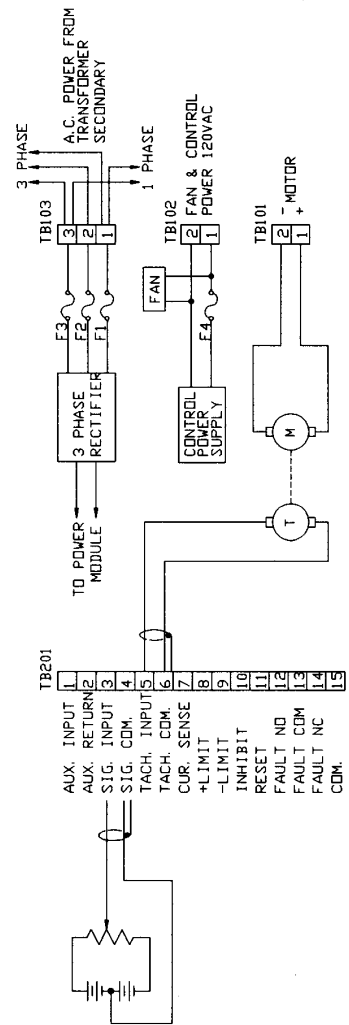 TB103
3
2
1
3 PHASE
1 PHASE
A.C. POWER FROM
TRANSFORMER
SECONDARY
F3
F2
F1
3 PHASE
RECTIFIER
TO POWER
MODULE
TB102
2
1
FAN & CONTROL
POWER 120VAC
FAN
F4
CONTROL
POWER
SUPPLY
TB101
2
1
- MOTOR
+
M
T
TB201
AUX. INPUT 1
AUX. RETURN 2
SIG. INPUT 3
SIG. COM. 4
TACH. INPUT 5
TACH. COM. 6
CUR. SENSE 7
+LIMIT 8
-LIMIT 9
INHIBIT 10
RESET 11
FAULT NO 12
FAULT COM 13
FAULT NC 14
COM. 15